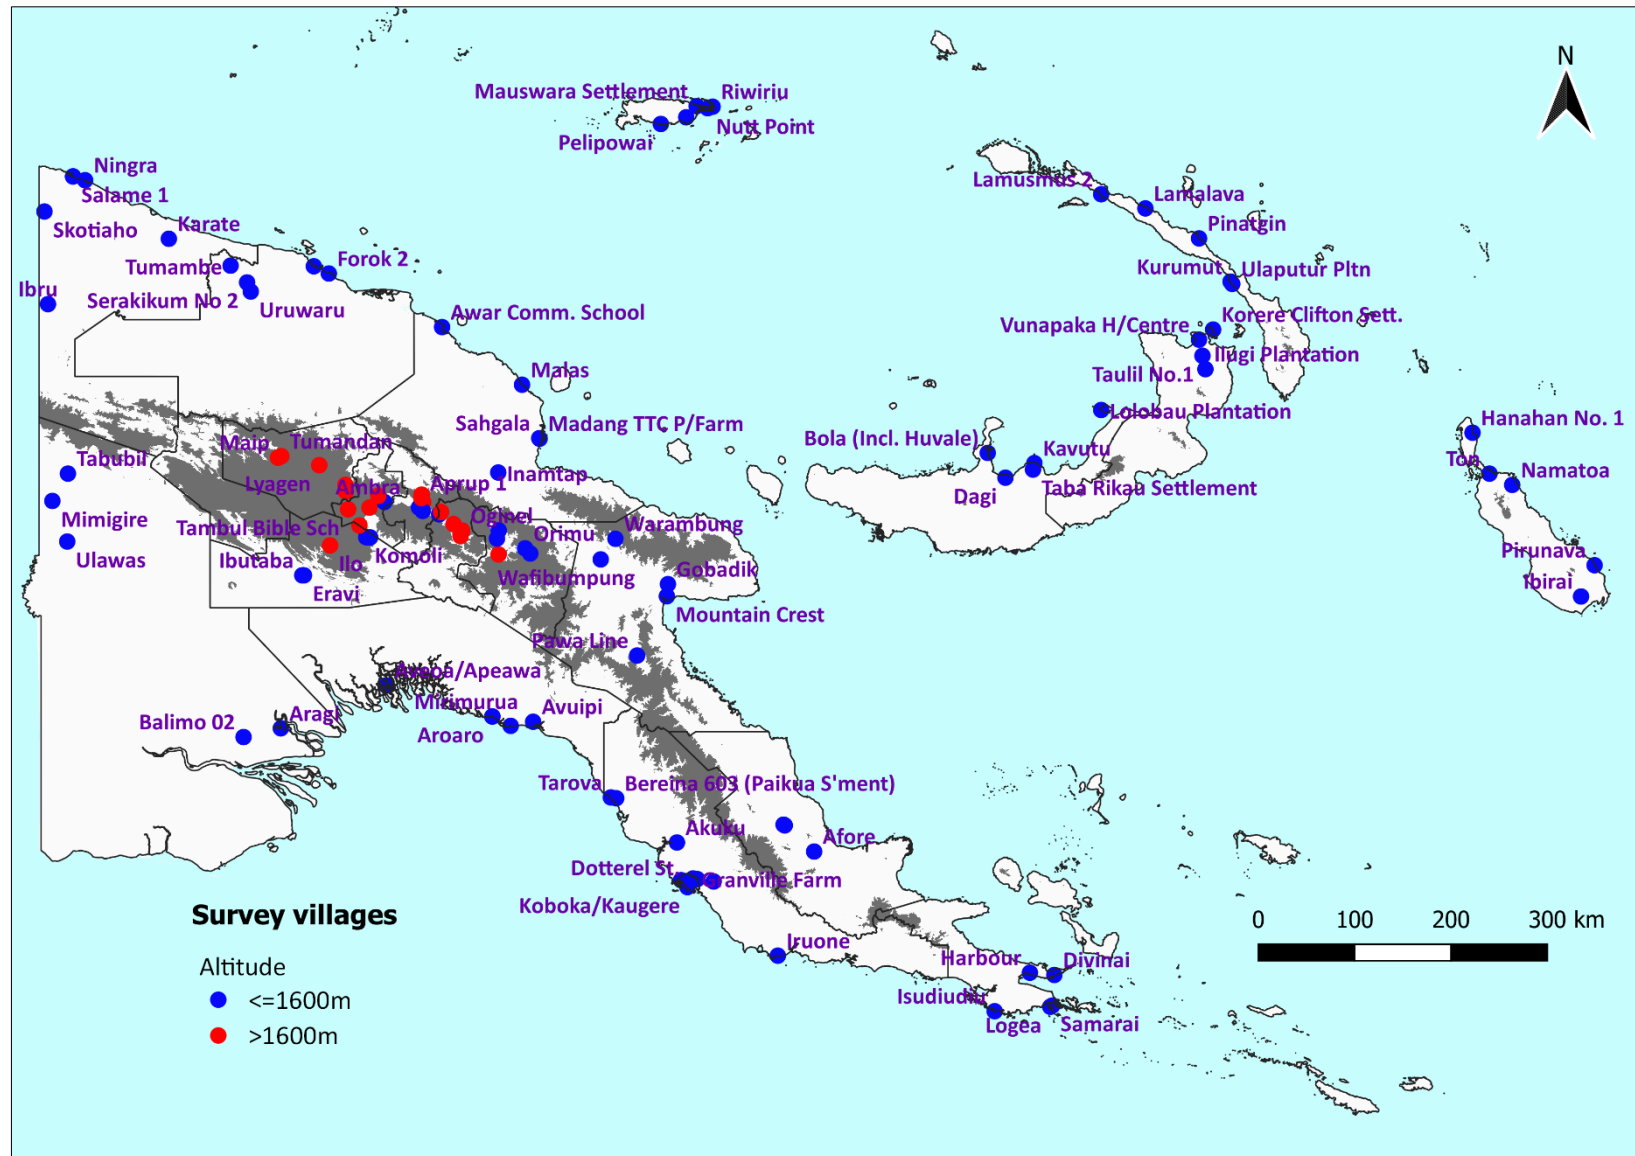 N
Mauswara Settlement
Riwiriu
Nutt Point
Pelipowai
Ningra
Salame 1
Skotiaho
Karate
Lamusmus 2
Lamalava
Pinatgin
Tumambe
Forok 2
Kurumut
Ulaputur Pltn
Ibru
Serakikum No 2
Uruwaru
Awar Comm. School
Vunapaka H/Centre
Korere Clifton Sett.
Ilugi Plantation
Malas
Taulil No.1
Lolobau Plantation
Sahgala
Madang TTC P/Farm
Hanahan No. 1
Maip
Tumandan
Bola (Incl. Huvale)
Kavutu
Ton
Namatoa
Tabubil
Lyagen
Ambra
Aprup 1
Inamtap
Dagi
Taba Rikau Settlement
Mimigire
Tambul Bible Sch
Oginel
Orimu
Warambung
Ulawas
Ibutaba
Ilo
Komoli
Wafibumpung
Pirunava
Ibirai
Eravi
Gobadik
Mountain Crest
Pawa Line
Aveoa/Apeawa
Mirimurua
Avuipi
Balimo 02
Aragi
Aroaro
Tarova
Bereina 603 (Paikua S'ment)
Akuku
Afore
Dotterel St.
Granville Farm
Koboka/Kaugere
Iruone
Harbour
Divinai
Isudiudiu
Logea
Samarai
Survey villages
Altitude
<=1600m
>1600m
0 100 200 300 km